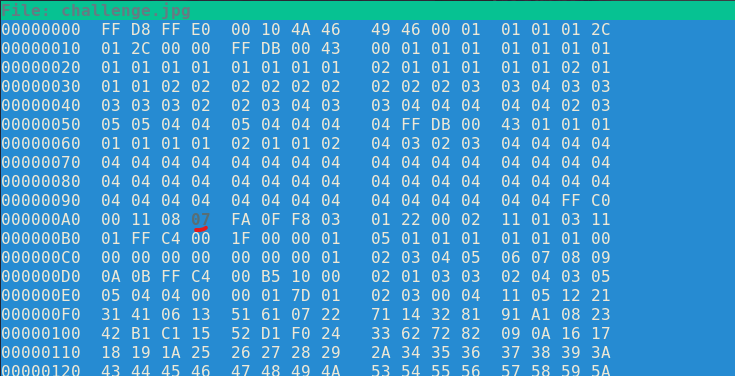 File: challenge.jpg
00000000 FF D8 FF E0 00 10 4A 46 49 46 00 01 01 01 01 2C
00000010 01 2C 00 00 FF DB 00 43 00 01 01 01 01 01 01 01
00000020 01 01 01 01 01 01 01 01 02 01 01 01 01 01 02 01
00000030 01 01 02 02 02 02 02 02 02 02 02 03 03 04 03 03
00000040 03 03 03 02 02 03 04 03 03 04 04 04 04 04 02 03
00000050 05 05 04 04 05 04 04 04 04 FF DB 00 43 01 01 01
00000060 01 01 01 01 02 01 01 02 04 03 02 03 04 04 04 04
00000070 04 04 04 04 04 04 04 04 04 04 04 04 04 04 04 04
00000080 04 04 04 04 04 04 04 04 04 04 04 04 04 04 04 04
00000090 04 04 04 04 04 04 04 04 04 04 04 04 04 04 FF C0
000000A0 00 11 08 07 FA 0F F8 03 01 22 00 02 11 01 03 11
000000B0 01 FF C4 00 1F 00 00 01 05 01 01 01 01 01 01 00
000000C0 00 00 00 00 00 00 00 01 02 03 04 05 06 07 08 09
000000D0 0A 0B FF C4 00 B5 10 00 02 01 03 03 02 04 03 05
000000E0 05 04 04 00 00 01 7D 01 02 03 00 04 11 05 12 21
000000F0 31 41 06 13 51 61 07 22 71 14 32 81 91 A1 08 23
00000100 42 B1 C1 15 52 D1 F0 24 33 62 72 82 09 0A 16 17
00000110 18 19 1A 25 26 27 28 29 2A 34 35 36 37 38 39 3A
00000120 43 44 45 46 47 48 49 4A 53 54 55 56 57 58 59 5A